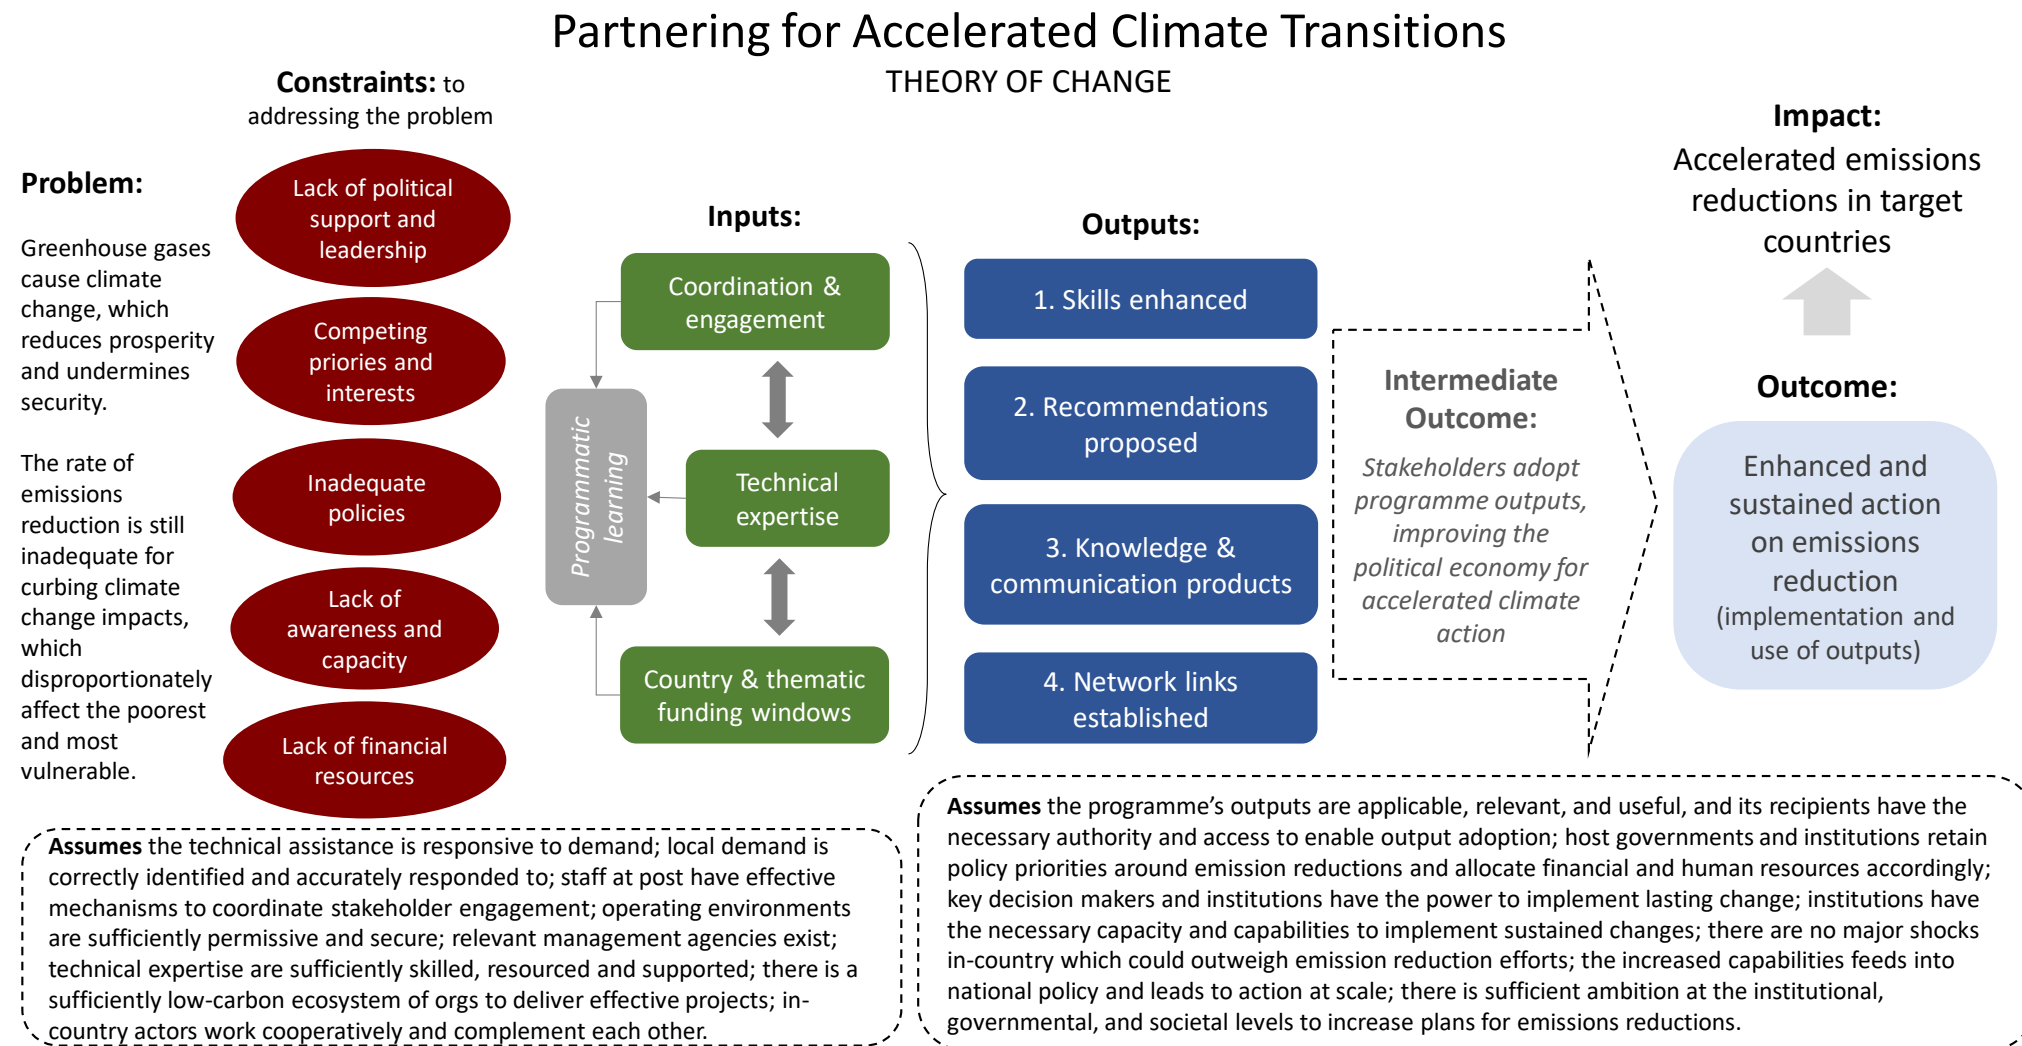 Partnering for Accelerated Climate Transitions
THEORY OF CHANGE
Problem:
Greenhouse gases
cause climate
change, which
reduces prosperity
and undermines
security.
The rate of
emissions
reduction is still
inadequate for
curbing climate
change impacts,
which
disproportionately
affect the poorest
and most
vulnerable.
Constraints: to
addressing the problem
Lack of political
support and
leadership
Competing
priories and
interests
Inadequate
policies
Lack of
awareness and
capacity
Lack of financial
resources
Inputs:
Coordination &
engagement
Programmatic
learning
Technical
expertise
Country & thematic
funding windows
Outputs:
1. Skills enhanced
2. Recommendations
proposed
3. Knowledge &
communication products
4. Network links
established
Intermediate
Outcome:
Stakeholders adopt
programme outputs,
improving the
political economy for
accelerated climate
action
Impact:
Accelerated emissions
reductions in target
countries
Outcome:
Enhanced and
sustained action
on emissions
reduction
(implementation and
use of outputs)
Assumes the technical assistance is responsive to demand; local demand is
correctly identified and accurately responded to; staff at post have effective
mechanisms to coordinate stakeholder engagement; operating environments
are sufficiently permissive and secure; relevant management agencies exist;
technical expertise are sufficiently skilled, resourced and supported; there is a
sufficiently low-carbon ecosystem of orgs to deliver effective projects; in-
country actors work cooperatively and complement each other.
Assumes the programme's outputs are applicable, relevant, and useful, and its recipients have the
necessary authority and access to enable output adoption; host governments and institutions retain
policy priorities around emission reductions and allocate financial and human resources accordingly;
key decision makers and institutions have the power to implement lasting change; institutions have
the necessary capacity and capabilities to implement sustained changes; there are no major shocks
in-country which could outweigh emission reduction efforts; the increased capabilities feeds into
national policy and leads to action at scale; there is sufficient ambition at the institutional,
governmental, and societal levels to increase plans for emissions reductions.